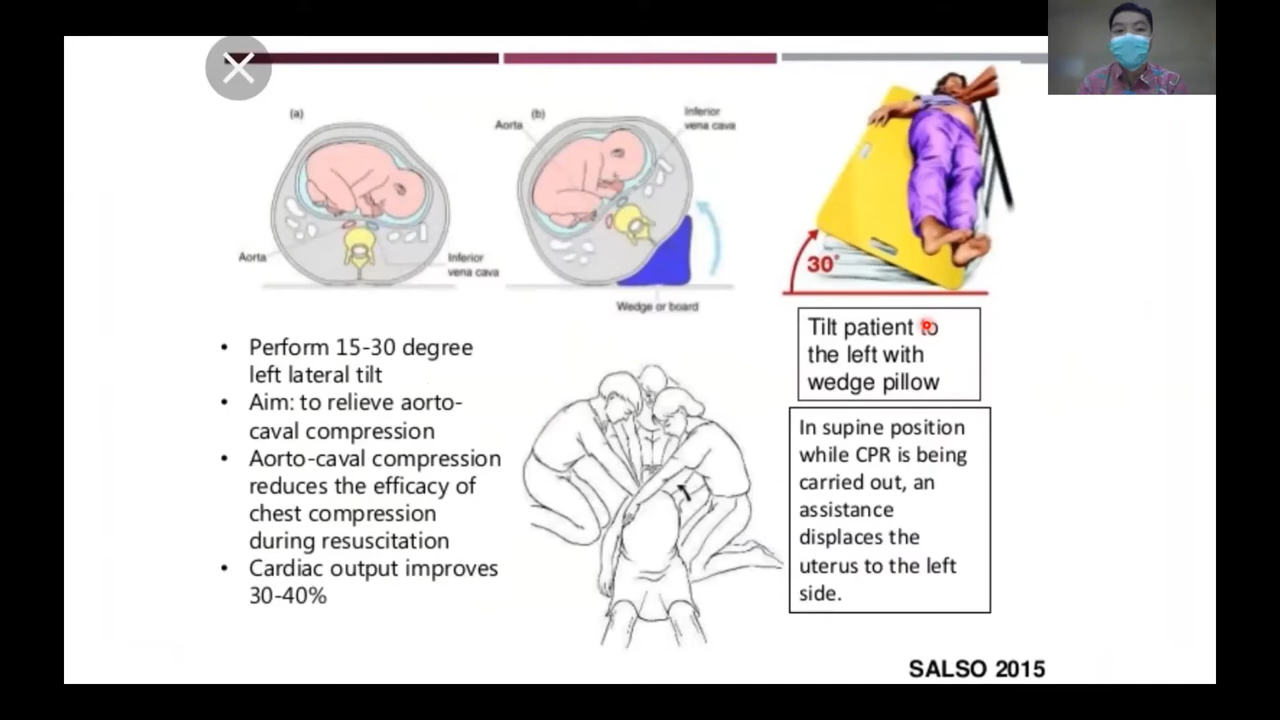 (a)
Aorta
Inferior
vena cava
(b)
Aorta
Inferior
vena cava
Wedge or board
30°
• Perform 15-30 degree
left lateral tilt
• Aim: to relieve aorto-
caval compression
• Aorto-caval compression
reduces the efficacy of
chest compression
during resuscitation
• Cardiac output improves
30-40%
Tilt patient to
the left with
wedge pillow
In supine position
while CPR is being
carried out, an
assistance
displaces the
uterus to the left
side.
SALSO 2015